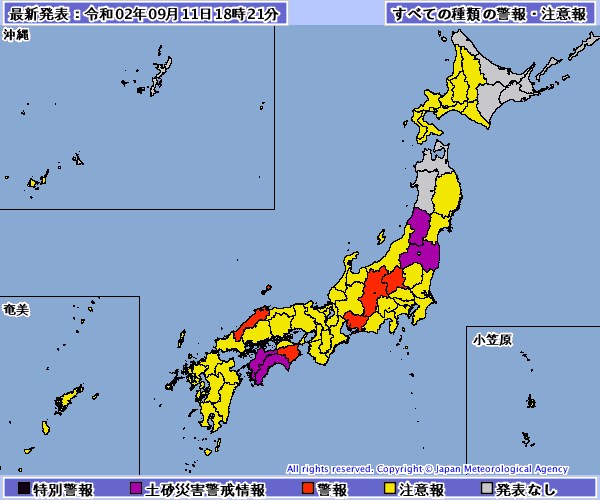 最新発表：令和02年09月11日18時21分
すべての種類の警報・注意報
沖縄
奄美
小笠原
All rights reserved. Copyright © Japan Meteorological Agency
特別警報 土砂災害警戒情報 警報 注意報 発表なし